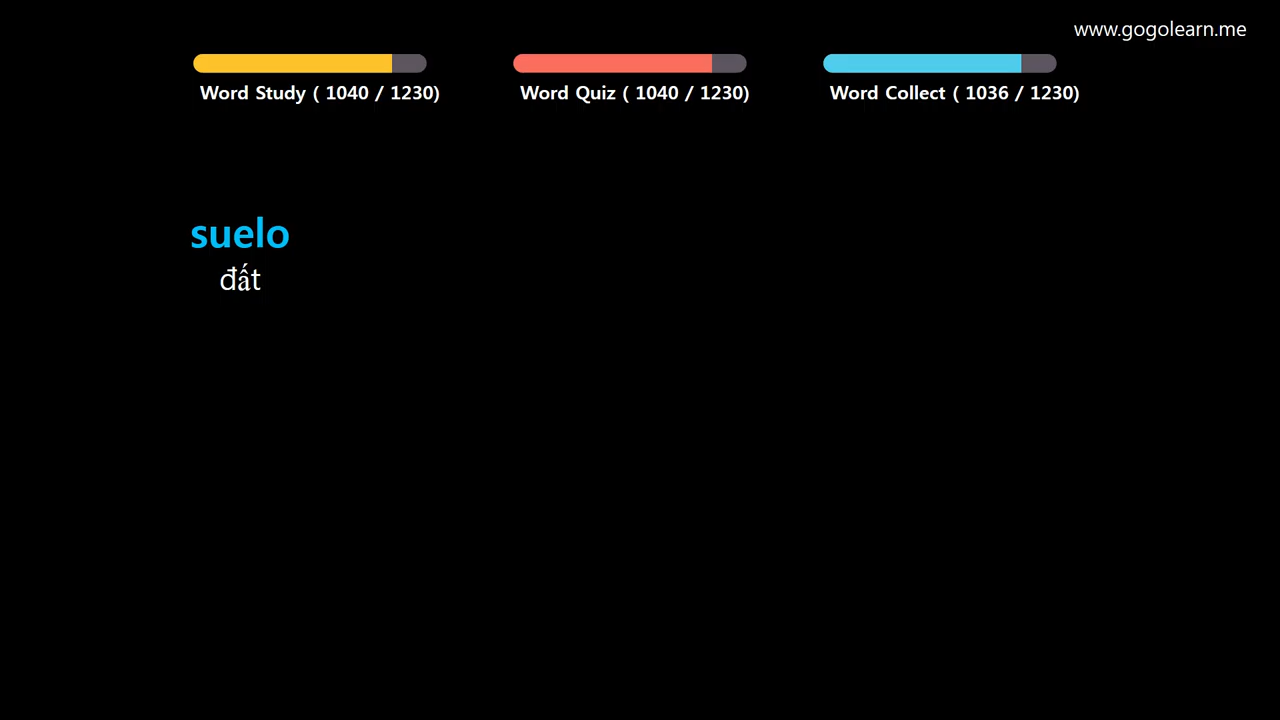 www.gogolearn.me
Word Study ( 1040 / 1230)
Word Quiz ( 1040 / 1230)
Word Collect ( 1036 / 1230)
suelo
đất